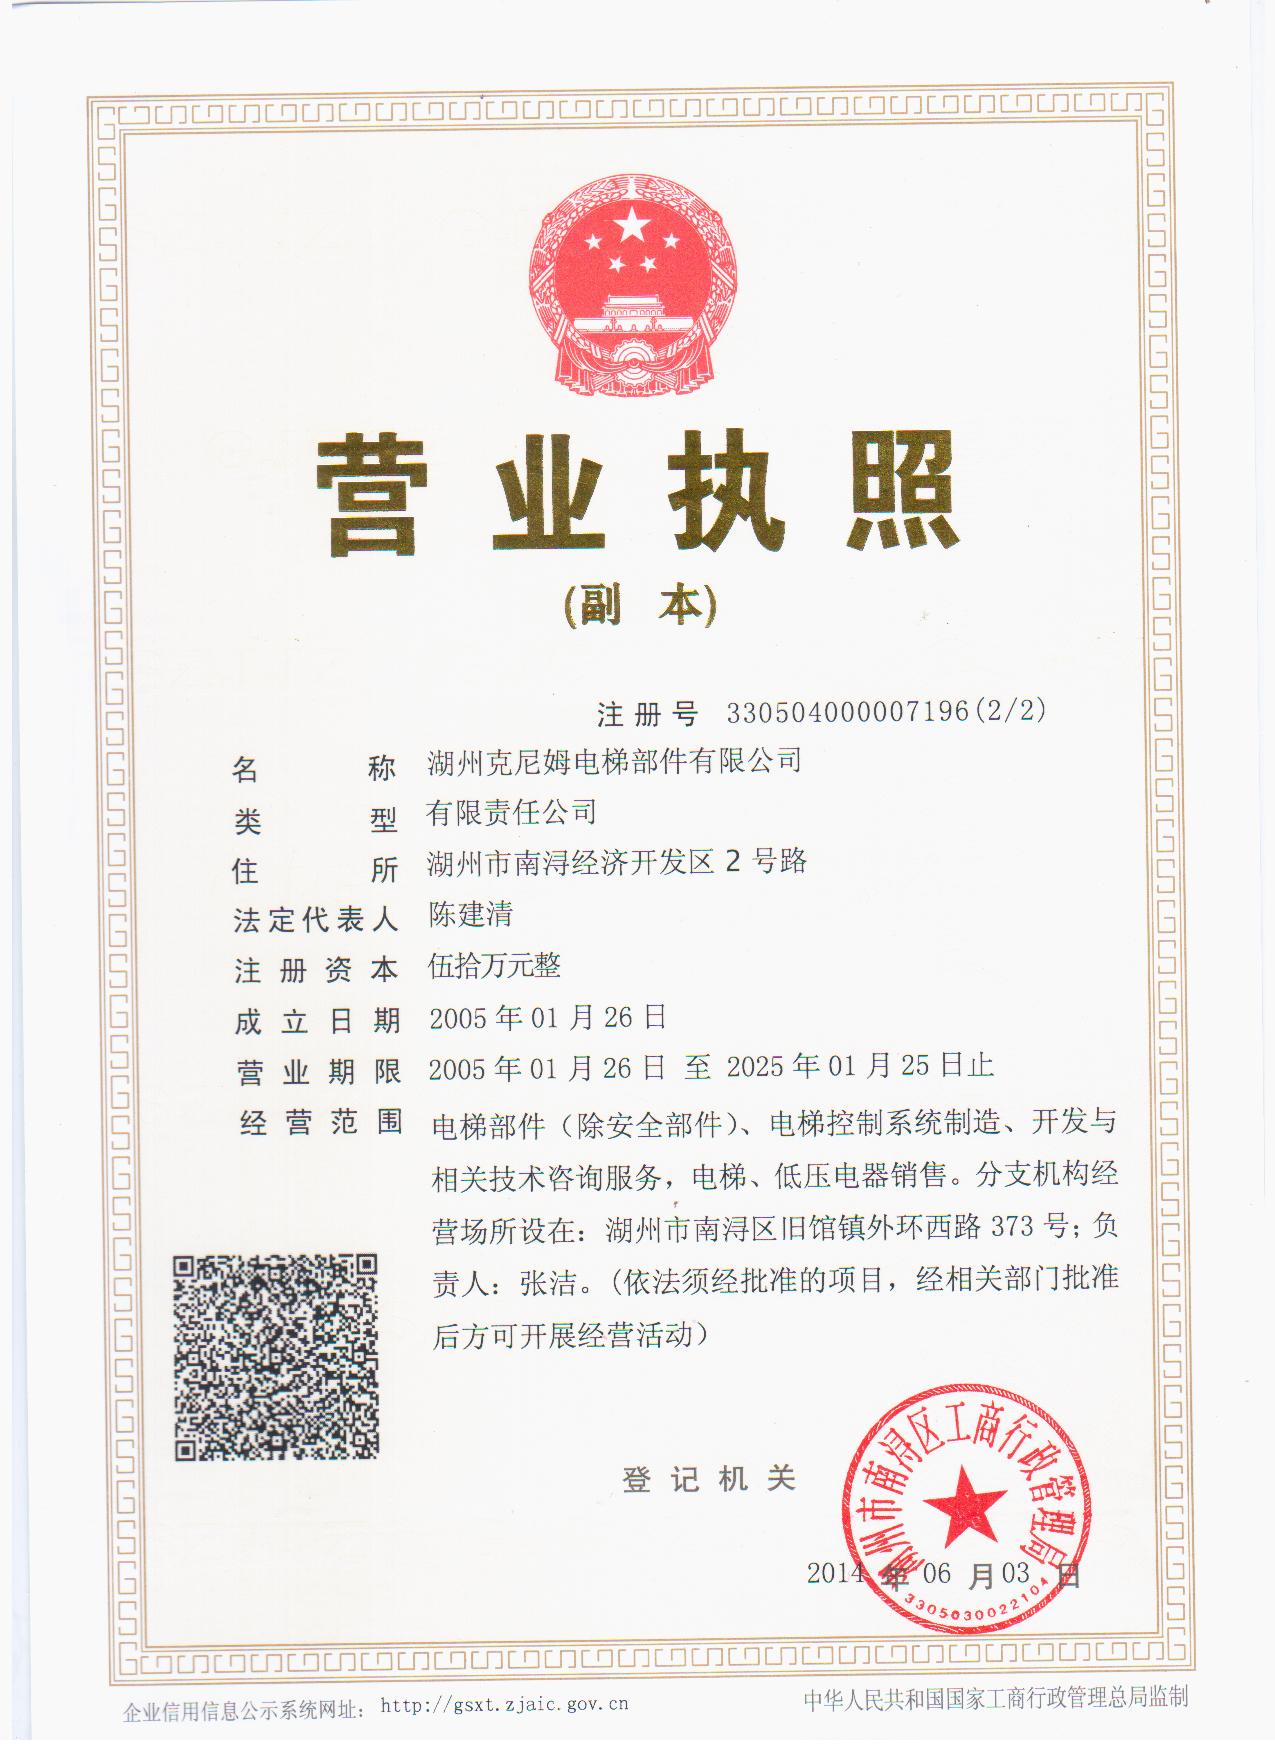 营业执照
(副 本)
注册号 330504000007196(2/2)
名称 湖州克尼姆电梯部件有限公司
类型 有限责任公司
住所 湖州市南浔经济开发区 2 号路
法定代表人 陈建清
注册资本 伍拾万元整
成立日期 2005 年 01 月 26 日
营业期限 2005 年 01 月 26 日 至 2025 年 01 月 25 日止
经营范围 电梯部件（除安全部件）、电梯控制系统制造、开发与
相关技术咨询服务，电梯、低压电器销售。分支机构经
营场所设在：湖州市南浔区旧馆镇外环西路 373 号；负
责人：张洁。（依法须经批准的项目，经相关部门批准
后方可开展经营活动）
登记机关
湖州市南浔区工商行政管理局
2014 年 06 月 03 日
3305030022104
企业信用信息公示系统网址： http://gsxt.zjaic.gov.cn
中华人民共和国国家工商行政管理总局监制